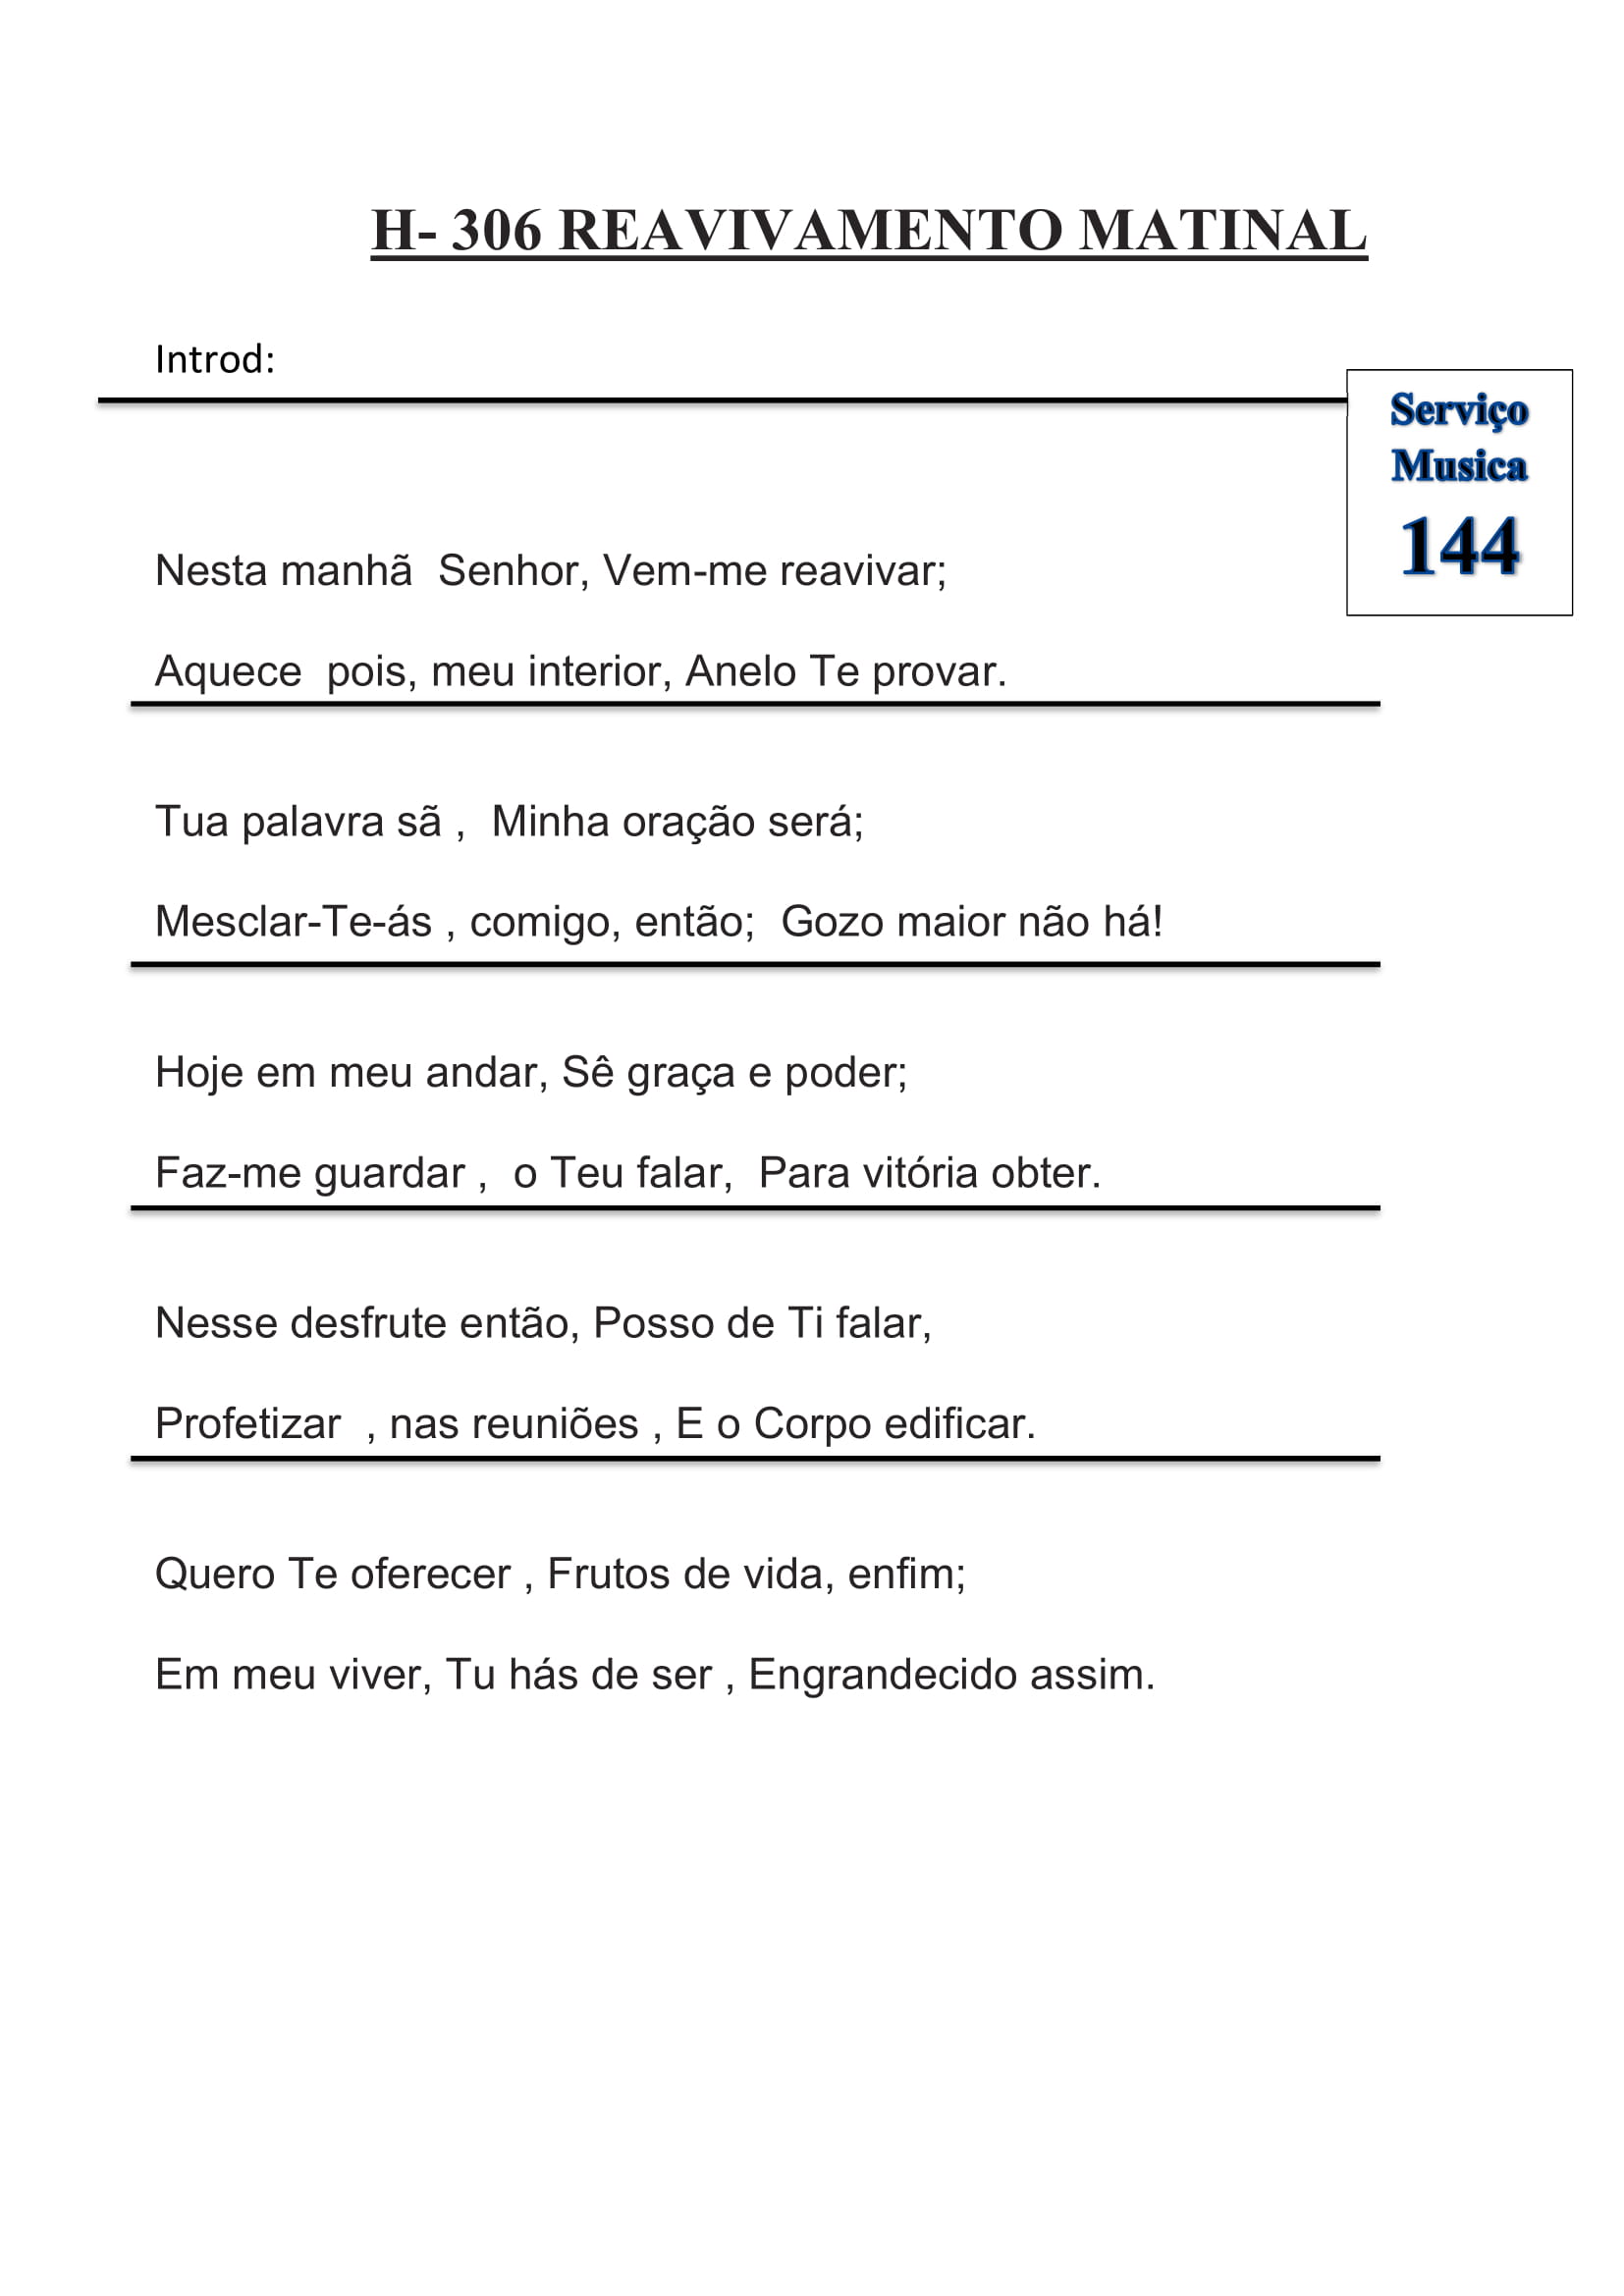 H- 306 REAVIVAMENTO MATINAL
Introd:
Serviço
Musica
144
Nesta manhã  Senhor, Vem-me reavivar;
Aquece  pois, meu interior, Anelo Te provar.
Tua palavra sã ,  Minha oração será;
Mesclar-Te-ás , comigo, então;  Gozo maior não há!
Hoje em meu andar, Sê graça e poder;
Faz-me guardar ,  o Teu falar,  Para vitória obter.
Nesse desfrute então, Posso de Ti falar,
Profetizar  , nas reuniões , E o Corpo edificar.
Quero Te oferecer , Frutos de vida, enfim;
Em meu viver, Tu hás de ser , Engrandecido assim.